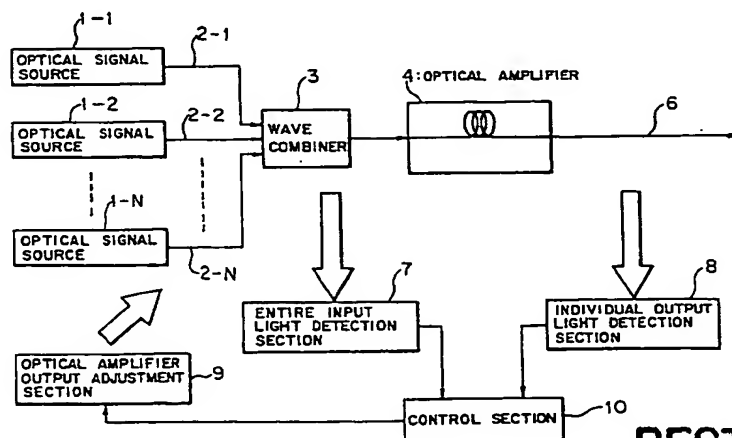 1-1
2-1
OPTICAL SIGNAL
SOURCE
1-2
2-2
OPTICAL SIGNAL
SOURCE
1-N
OPTICAL SIGNAL
SOURCE
2-N
3
WAVE
COMBINER
4:OPTICAL AMPLIFIER
6
7
ENTIRE INPUT
LIGHT DETECTION
SECTION
8
INDIVIDUAL OUTPUT
LIGHT DETECTION
SECTION
OPTICAL AMPLIFIER
OUTPUT ADJUSTMENT
SECTION
9
CONTROL SECTION
10